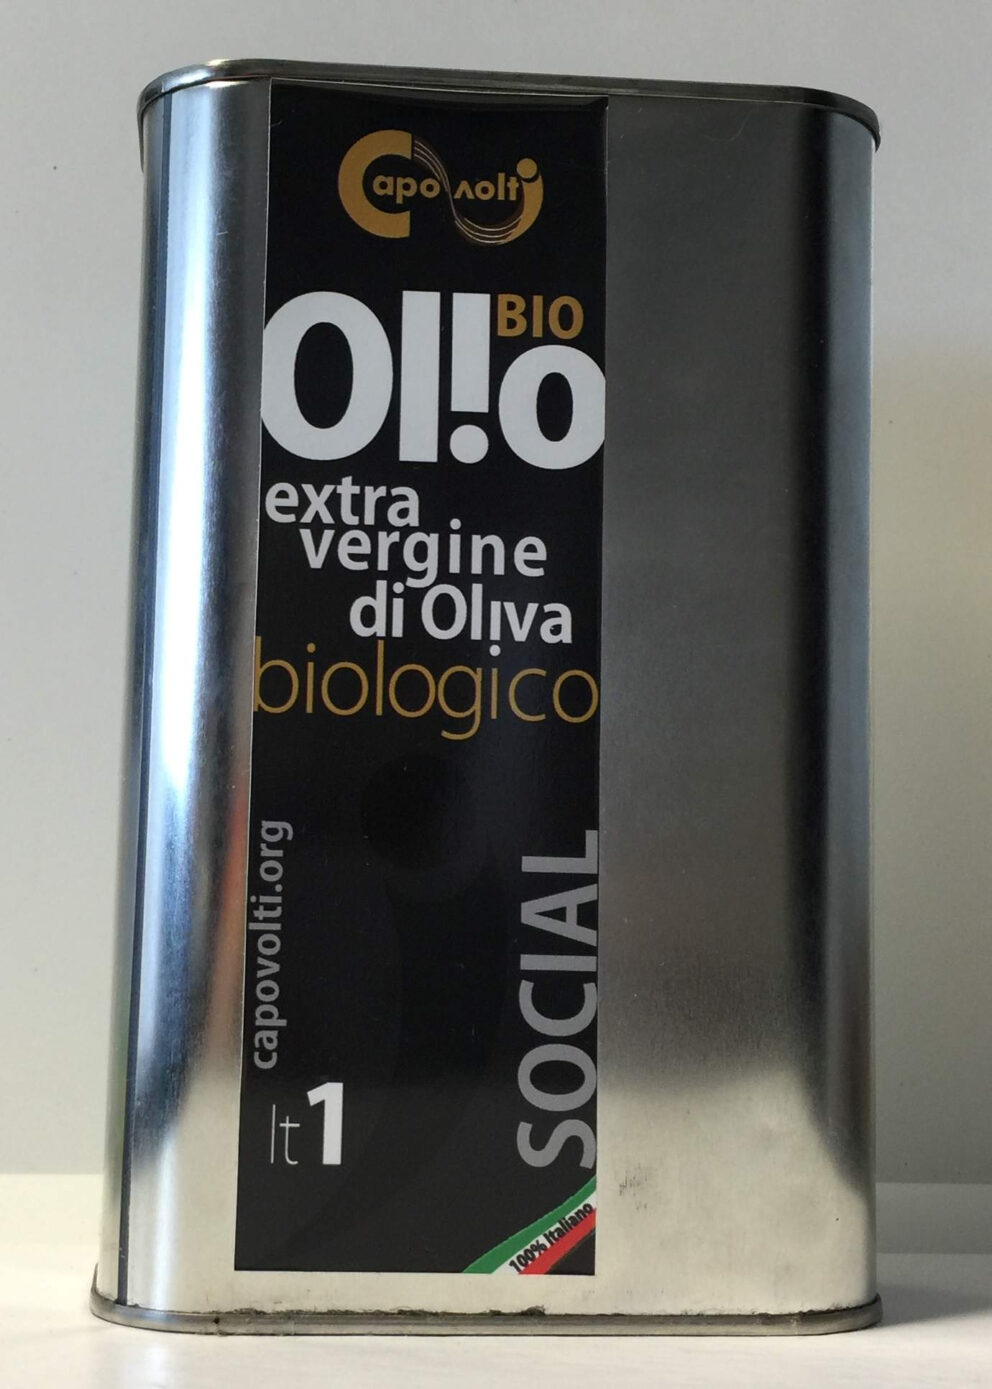 Capovolti
Olio BIO
extra
vergine
di Oliva
biologico
capovolti.org
SOCIAL
lt 1
100% Italiano